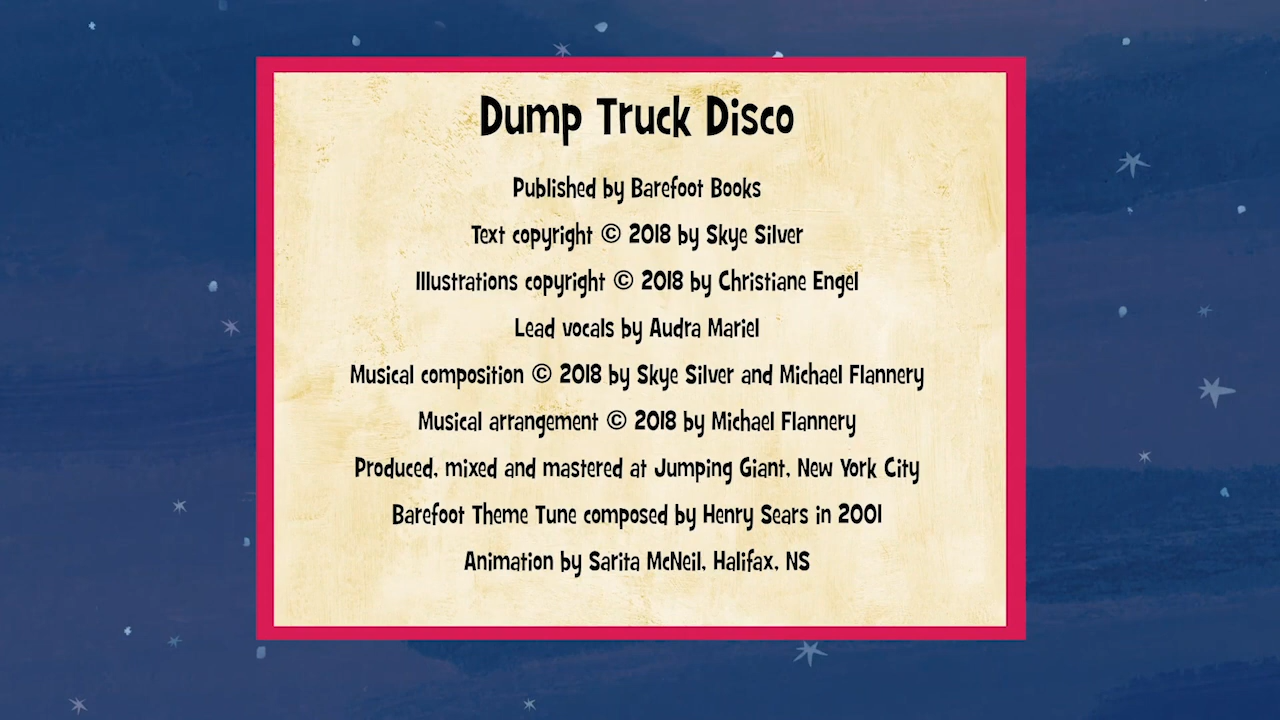 Dump Truck Disco
Published by Barefoot Books
Text copyright © 2018 by Skye Silver
Illustrations copyright © 2018 by Christiane Engel
Lead vocals by Audra Mariel
Musical composition © 2018 by Skye Silver and Michael Flannery
Musical arrangement © 2018 by Michael Flannery
Produced, mixed and mastered at Jumping Giant, New York City
Barefoot Theme Tune composed by Henry Sears in 2001
Animation by Sarita McNeil, Halifax, NS